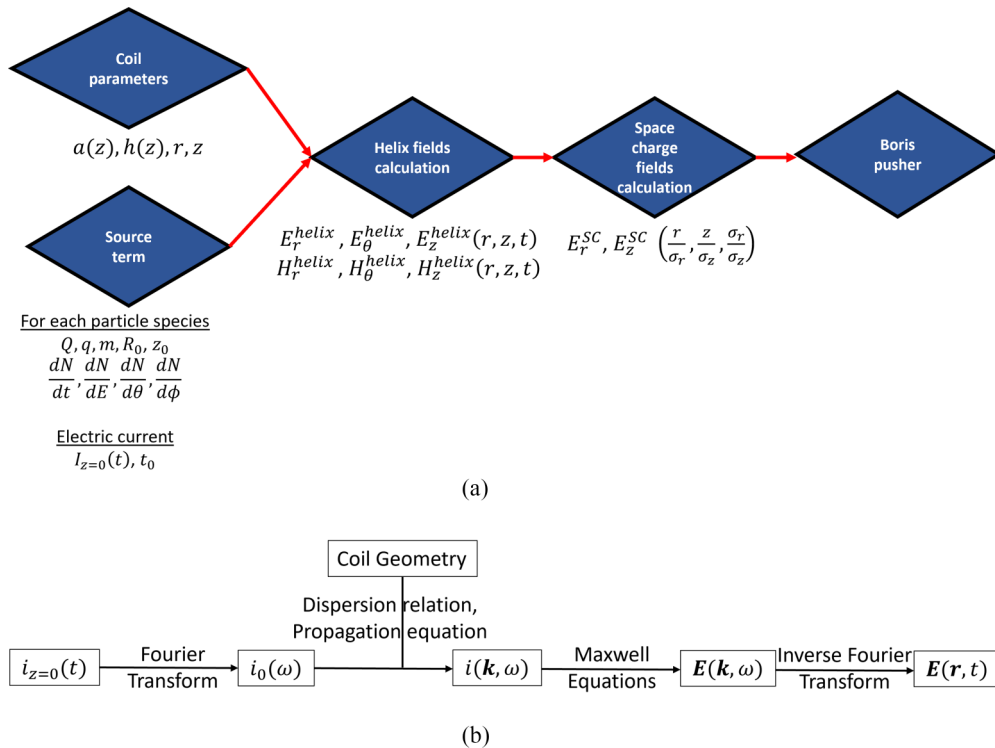 Coil
parameters
a(z), h(z), r, z
Source
term
For each particle species
Q, q, m, R₀, z₀
dN/dt, dN/dE, dN/dθ, dN/dϕ
Electric current
I_{z=0}(t), t₀
Helix fields
calculation
E_r^{helix}, E_θ^{helix}, E_z^{helix}(r, z, t)
H_r^{helix}, H_θ^{helix}, H_z^{helix}(r, z, t)
Space
charge
fields
calculation
E_r^{SC}, E_z^{SC} (r/σ_r, z/σ_z, σ_r/σ_z)
Boris
pusher
(a)
Coil Geometry
Dispersion relation,
Propagation equation
i_{z=0}(t)
Fourier
Transform
i₀(ω)
i(k, ω)
Maxwell
Equations
E(k, ω)
Inverse Fourier
Transform
E(r, t)
(b)